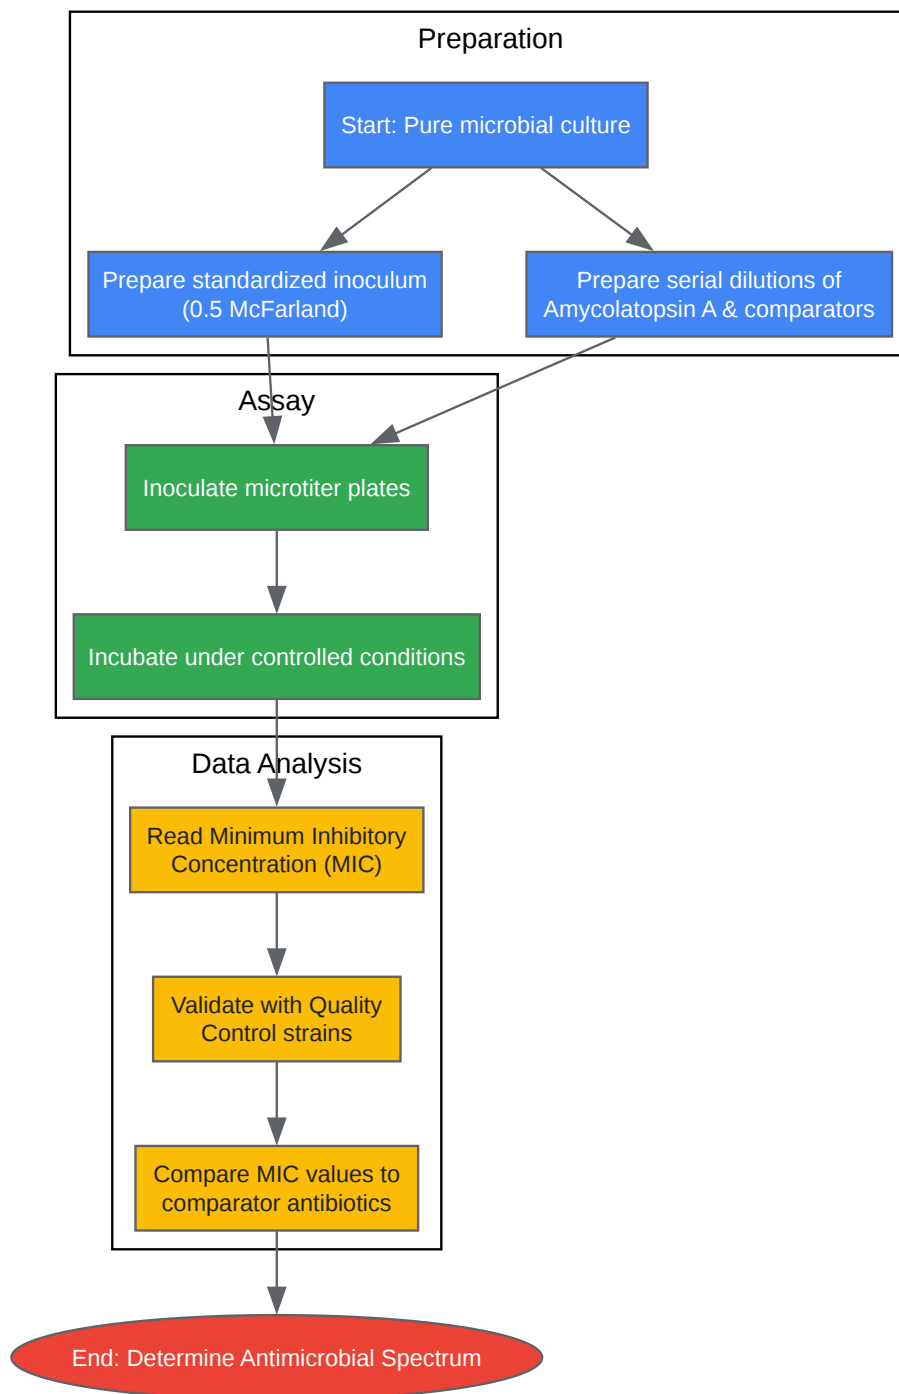 Preparation
Start: Pure microbial culture
Prepare standardized inoculum
(0.5 McFarland)
Prepare serial dilutions of
Amycolatopsin A & comparators
Assay
Inoculate microtiter plates
Incubate under controlled conditions
Data Analysis
Read Minimum Inhibitory
Concentration (MIC)
Validate with Quality
Control strains
Compare MIC values to
comparator antibiotics
End: Determine Antimicrobial Spectrum